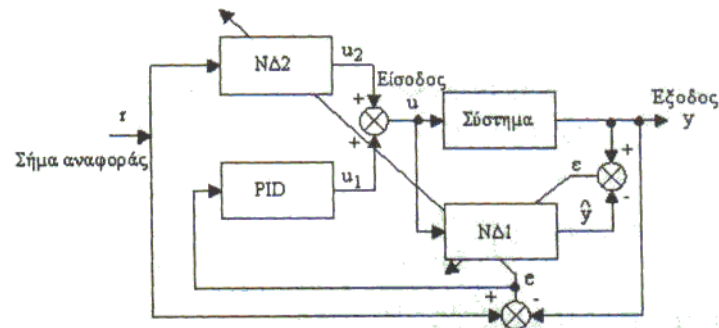 ΝΔ2
u2
Είσοδος
+
+
u
Σύστημα
Έξοδος
y
r
Σήμα αναφοράς
PID
u1
ε
+
-
ŷ
ΝΔ1
e
+
-